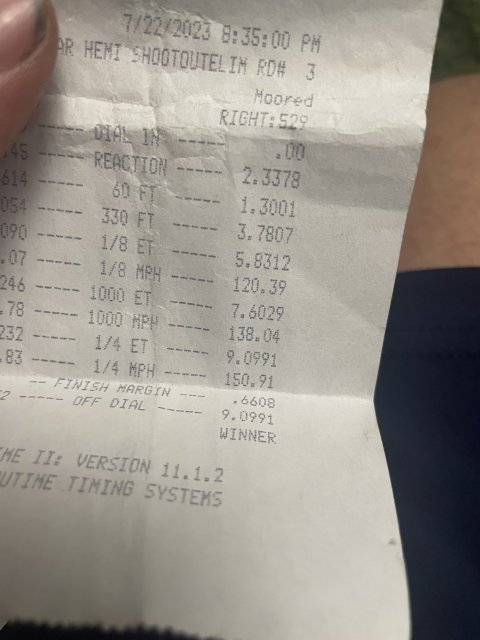 7/22/2023 8:35:00 PM
AR HEMI SHOOTOUTELIM RD# 3
Moored
RIGHT:529
----- DIAL IN ----- .00
.45 ----- REACTION ----- 2.3378
614 ----- 60 FT ----- 1.3001
054 ----- 330 FT ----- 3.7807
090 ----- 1/8 ET ----- 5.8312
.07 ----- 1/8 MPH ----- 120.39
246 ----- 1000 ET ----- 7.6029
.78 ----- 1000 MPH ----- 138.04
232 ----- 1/4 ET ----- 9.0991
.83 ----- 1/4 MPH ----- 150.91
-- FINISH MARGIN --- .6608
2 ----- OFF DIAL ----- 9.0991
WINNER
ME II: VERSION 11.1.2
UTIME TIMING SYSTEMS